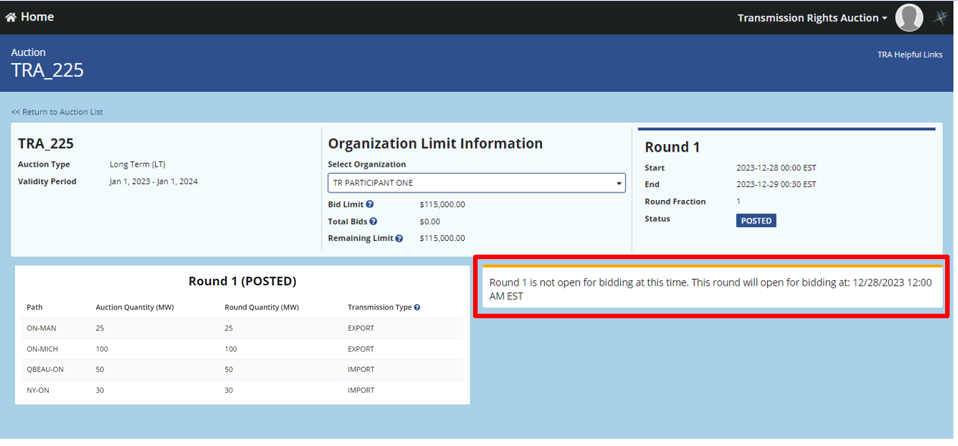 Home
Transmission Rights Auction
Auction
TRA_225
TRA Helpful Links
<< Return to Auction List
TRA_225
Auction Type Long Term (LT)
Validity Period Jan 1, 2023 - Jan 1, 2024
Organization Limit Information
Select Organization
TR PARTICIPANT ONE
Bid Limit ? $115,000.00
Total Bids ? $0.00
Remaining Limit ? $115,000.00
Round 1
Start 2023-12-28 00:00 EST
End 2023-12-29 00:30 EST
Round Fraction 1
Status POSTED
Round 1 (POSTED)
Path Auction Quantity (MW) Round Quantity (MW) Transmission Type ?
ON-MAN 25 25 EXPORT
ON-MICH 100 100 EXPORT
QBEAU-ON 50 50 IMPORT
NY-ON 30 30 IMPORT
Round 1 is not open for bidding at this time. This round will open for bidding at: 12/28/2023 12:00
AM EST